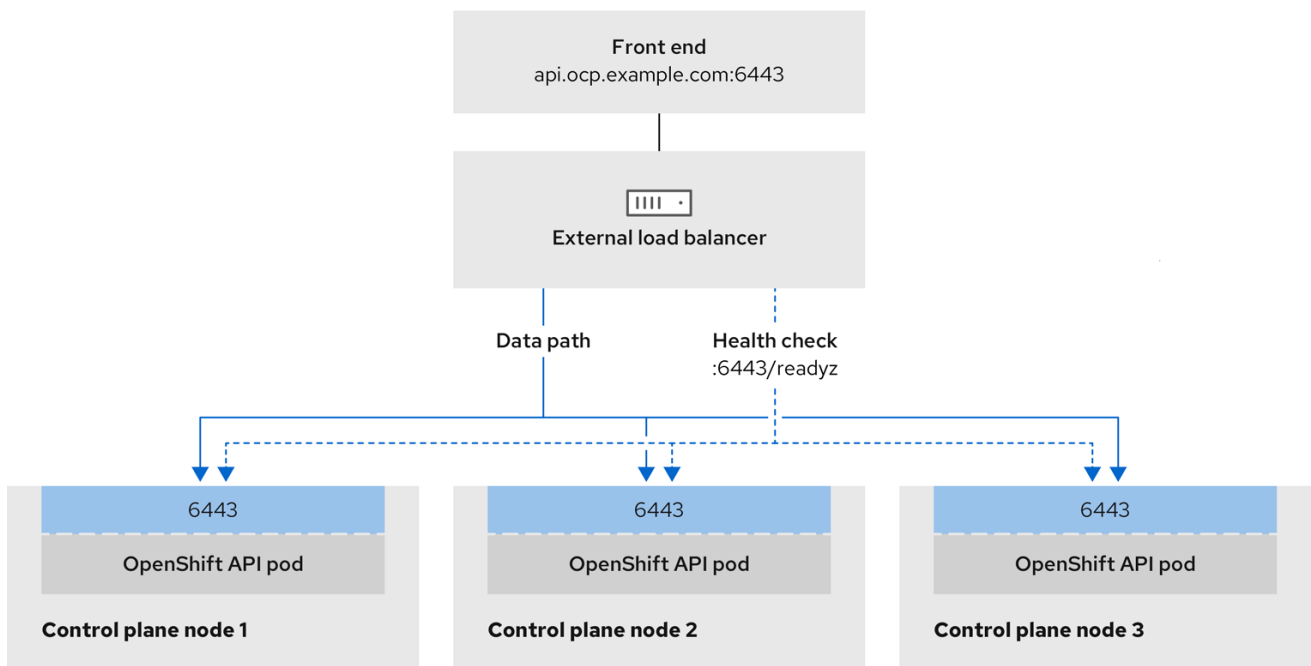 Front end
api.ocp.example.com:6443
External load balancer
Data path
Health check
:6443/readyz
6443
OpenShift API pod
Control plane node 1
6443
OpenShift API pod
Control plane node 2
6443
OpenShift API pod
Control plane node 3